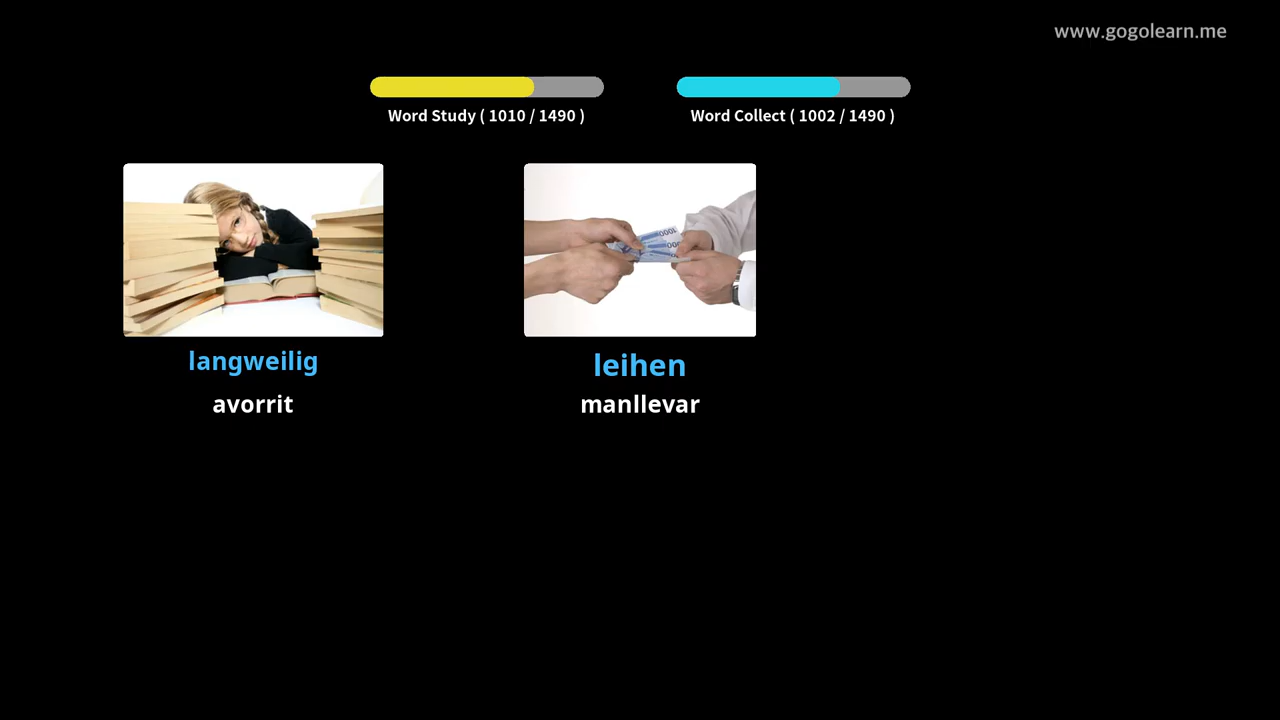 www.gogolearn.me
Word Study ( 1010 / 1490 )
Word Collect ( 1002 / 1490 )
langweilig
avorrit
leihen
manllevar